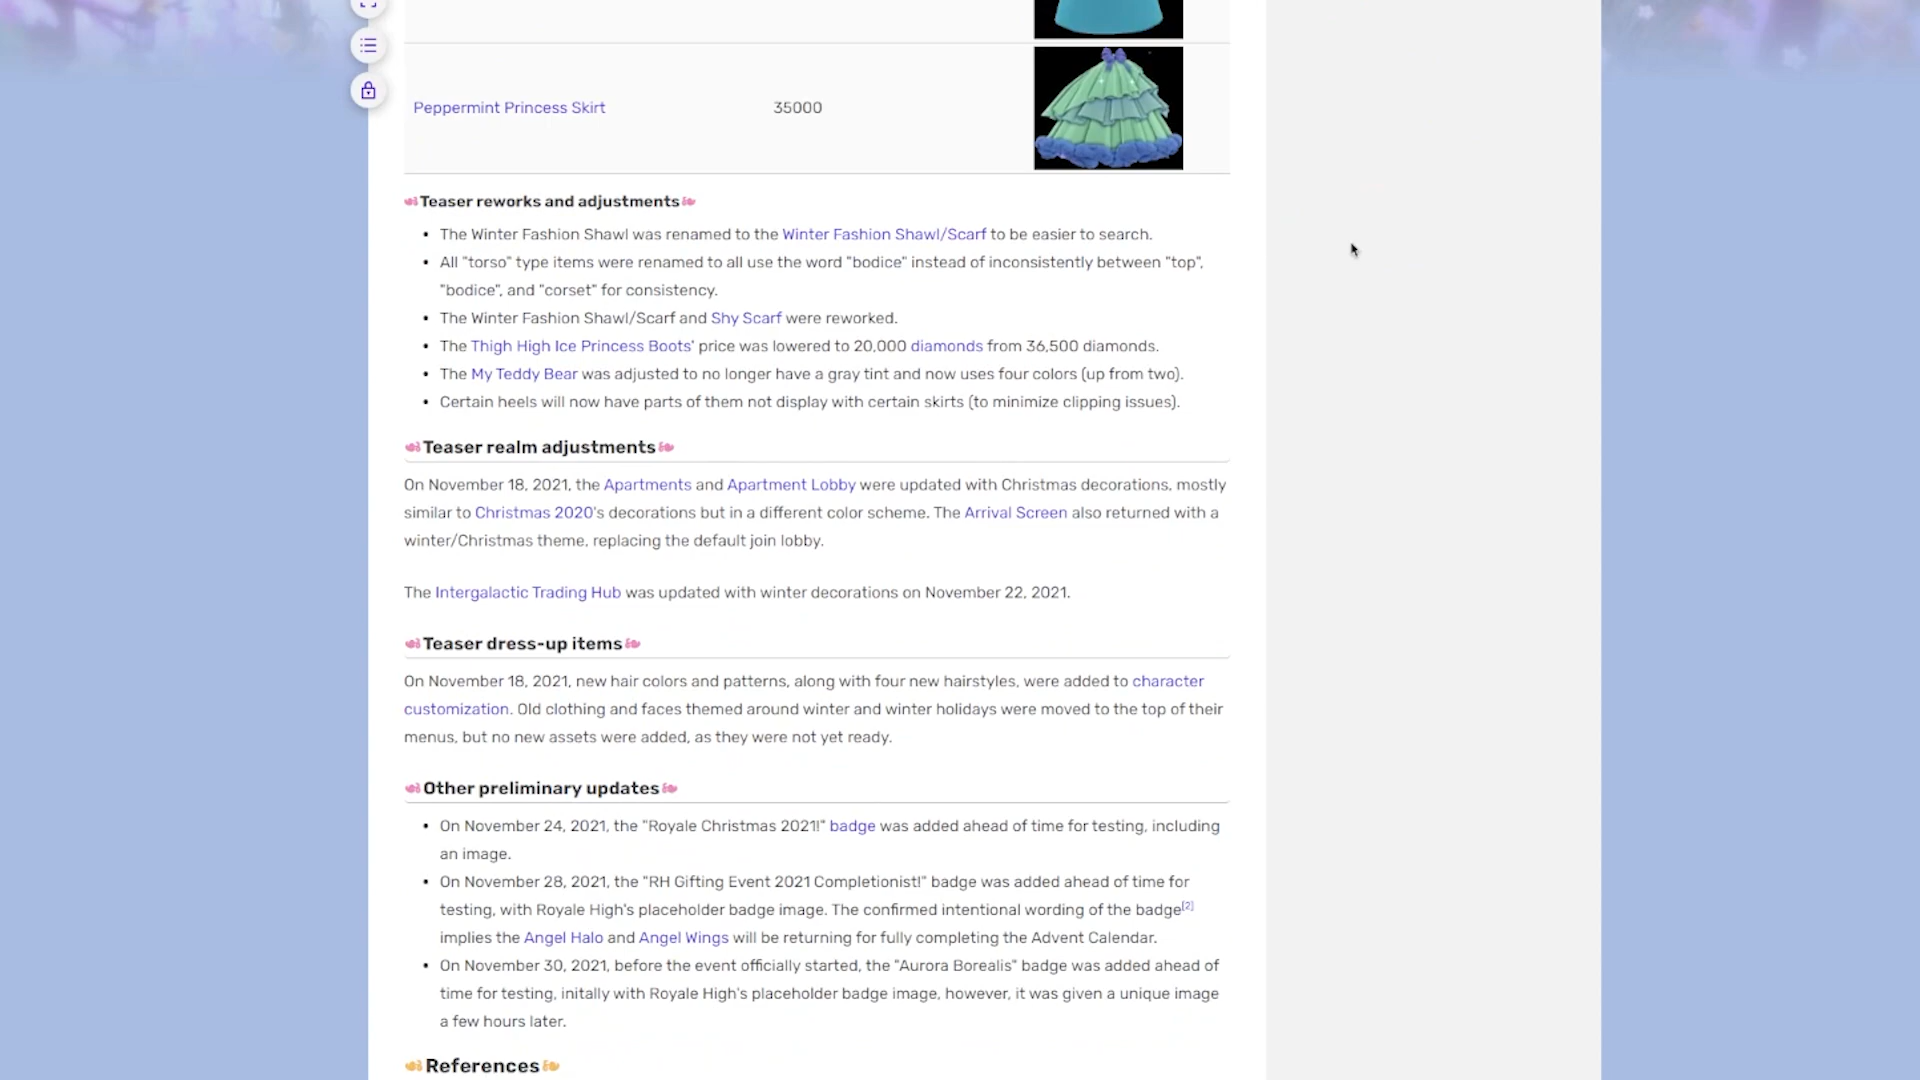 Peppermint Princess Skirt 35000
Teaser reworks and adjustments
• The Winter Fashion Shawl was renamed to the Winter Fashion Shawl/Scarf to be easier to search.
• All "torso" type items were renamed to all use the word "bodice" instead of inconsistently between "top",
"bodice", and "corset" for consistency.
• The Winter Fashion Shawl/Scarf and Shy Scarf were reworked.
• The Thigh High Ice Princess Boots' price was lowered to 20,000 diamonds from 36,500 diamonds.
• The My Teddy Bear was adjusted to no longer have a gray tint and now uses four colors (up from two).
• Certain heels will now have parts of them not display with certain skirts (to minimize clipping issues).
Teaser realm adjustments
On November 18, 2021, the Apartments and Apartment Lobby were updated with Christmas decorations, mostly
similar to Christmas 2020's decorations but in a different color scheme. The Arrival Screen also returned with a
winter/Christmas theme, replacing the default join lobby.
The Intergalactic Trading Hub was updated with winter decorations on November 22, 2021.
Teaser dress-up items
On November 18, 2021, new hair colors and patterns, along with four new hairstyles, were added to character
customization. Old clothing and faces themed around winter and winter holidays were moved to the top of their
menus, but no new assets were added, as they were not yet ready.
Other preliminary updates
• On November 24, 2021, the "Royale Christmas 2021!" badge was added ahead of time for testing, including
an image.
• On November 28, 2021, the "RH Gifting Event 2021 Completionist!" badge was added ahead of time for
testing, with Royale High's placeholder badge image. The confirmed intentional wording of the badge[2]
implies the Angel Halo and Angel Wings will be returning for fully completing the Advent Calendar.
• On November 30, 2021, before the event officially started, the "Aurora Borealis" badge was added ahead of
time for testing, initally with Royale High's placeholder badge image, however, it was given a unique image
a few hours later.
References